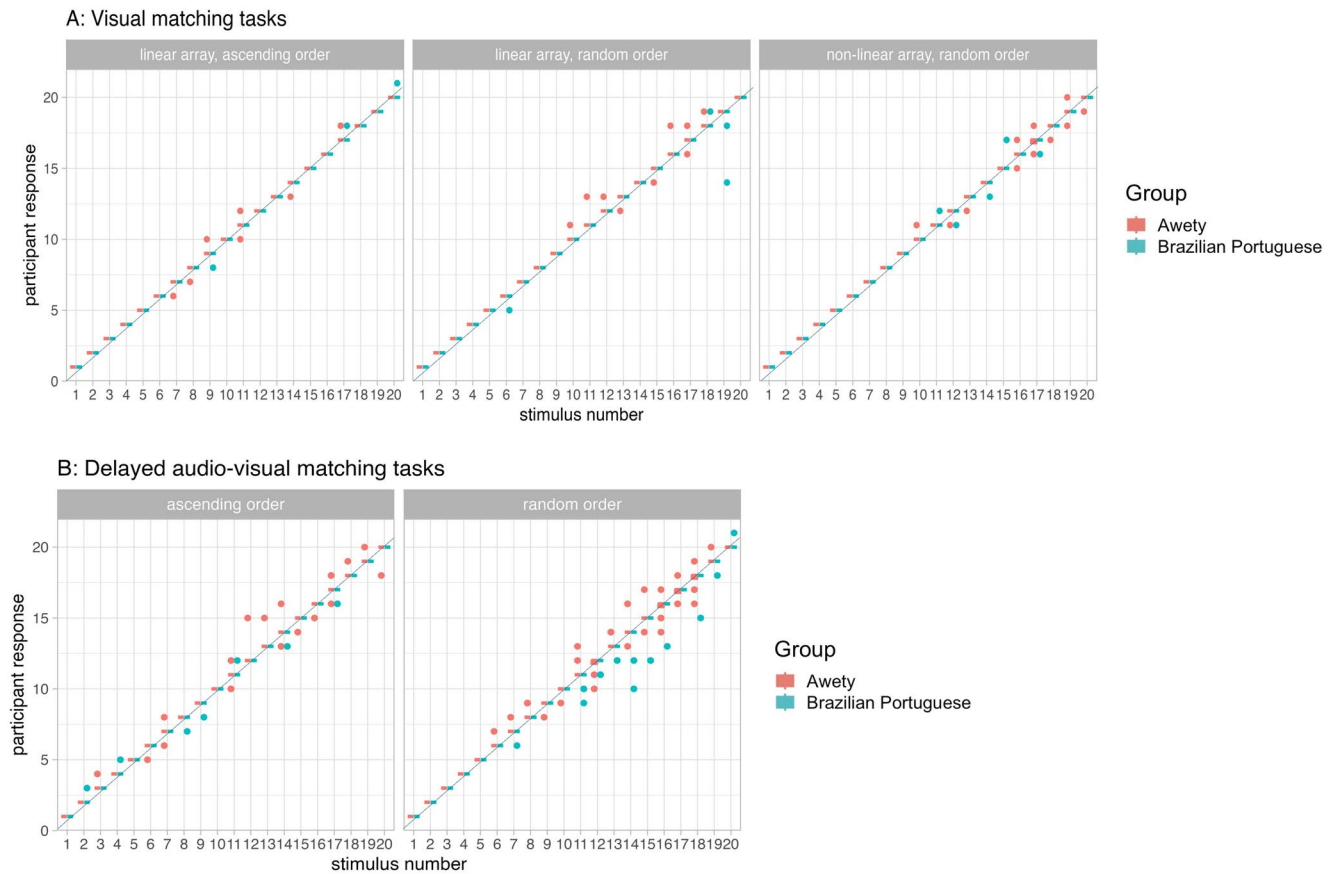 A: Visual matching tasks
linear array, ascending order
linear array, random order
non-linear array, random order
participant response
20
15
10
5
0
1 2 3 4 5 6 7 8 9 10 11 12 13 14 15 16 17 18 19 20
1 2 3 4 5 6 7 8 9 10 11 12 13 14 15 16 17 18 19 20
1 2 3 4 5 6 7 8 9 10 11 12 13 14 15 16 17 18 19 20
stimulus number
Group
Awety
Brazilian Portuguese
B: Delayed audio-visual matching tasks
ascending order
random order
participant response
20
15
10
5
0
1 2 3 4 5 6 7 8 9 10 11 12 13 14 15 16 17 18 19 20
1 2 3 4 5 6 7 8 9 10 11 12 13 14 15 16 17 18 19 20
stimulus number
Group
Awety
Brazilian Portuguese